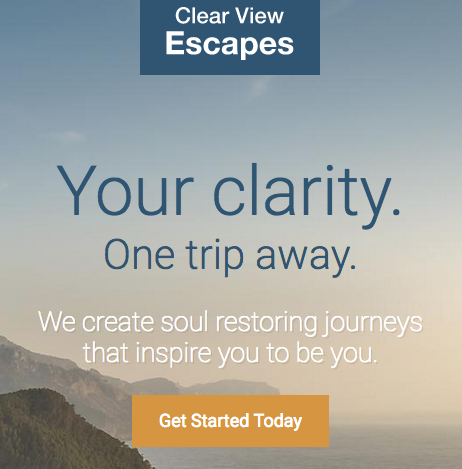 Clear View
Escapes
Your clarity.
One trip away.
We create soul restoring journeys
that inspire you to be you.
Get Started Today